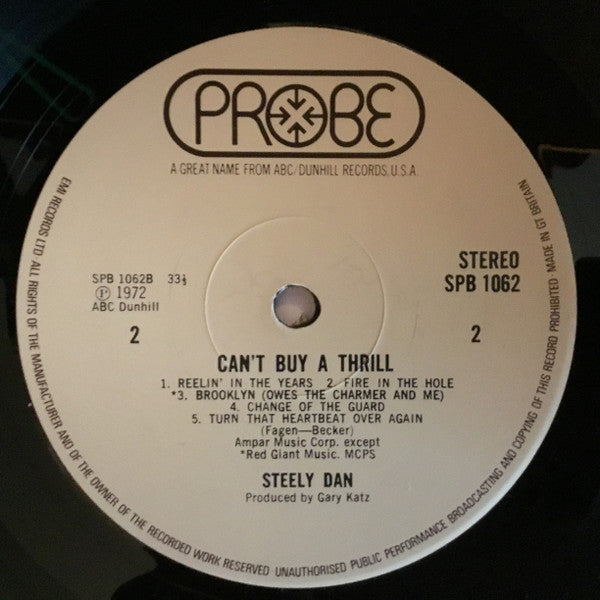 PROBE
A GREAT NAME FROM ABC/DUNHILL RECORDS, U.S.A.
SPB 1062B 33⅓
Ⓟ 1972
ABC Dunhill
2
STEREO
SPB 1062
2
CAN'T BUY A THRILL
1. REELIN' IN THE YEARS 2. FIRE IN THE HOLE
*3. BROOKLYN (OWES THE CHARMER AND ME)
4. CHANGE OF THE GUARD
5. TURN THAT HEARTBEAT OVER AGAIN
(Fagen—Becker)
Ampar Music Corp. except
*Red Giant Music. MCPS
STEELY DAN
Produced by Gary Katz
EMI RECORDS LTD ALL RIGHTS OF THE MANUFACTURER AND OF THE OWNER OF THE RECORDED WORK RESERVED · UNAUTHORISED PUBLIC PERFORMANCE BROADCASTING AND COPYING OF THIS RECORD PROHIBITED · MADE IN GT BRITAIN